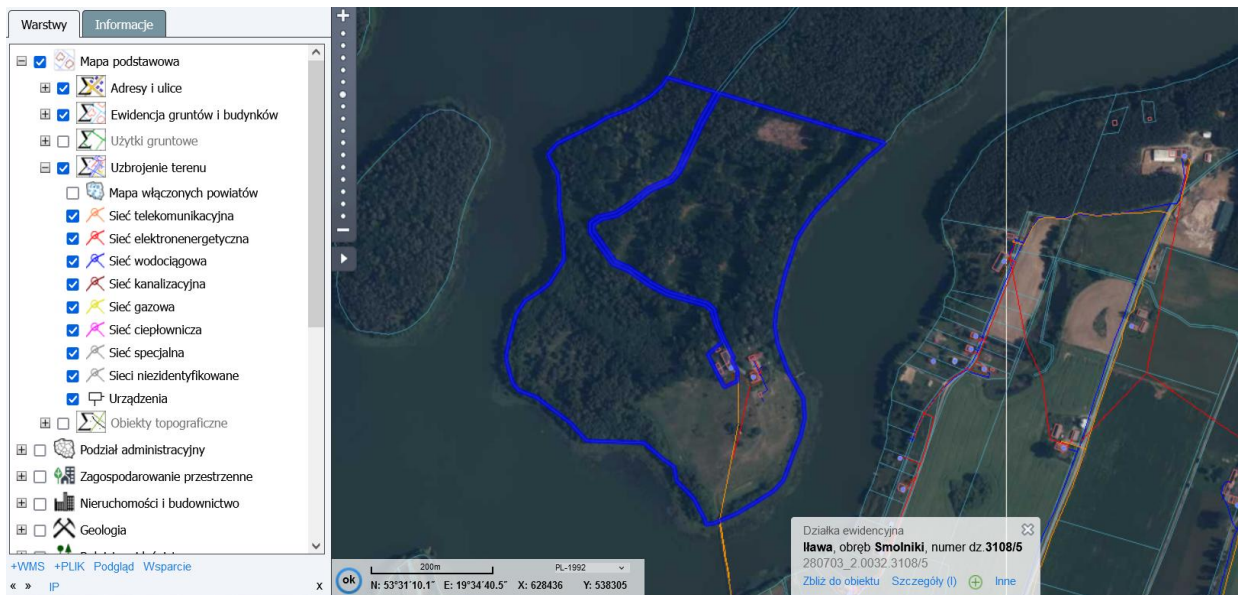 Warstwy
Informacje
Mapa podstawowa
Adresy i ulice
Ewidencja gruntów i budynków
Użytki gruntowe
Uzbrojenie terenu
Mapa włączonych powiatów
Sieć telekomunikacyjna
Sieć elektronenergetyczna
Sieć wodociągowa
Sieć kanalizacyjna
Sieć gazowa
Sieć ciepłownicza
Sieć specjalna
Sieci niezidentyfikowane
Urządzenia
Obiekty topograficzne
Podział administracyjny
Zagospodarowanie przestrzenne
Nieruchomości i budownictwo
Geologia
+WMS +PLIK Podgląd Wsparcie
« » IP x
ok
200m
PL-1992
N: 53°31'10.1" E: 19°34'40.5" X: 628436 Y: 538305
Działka ewidencyjna
Iława, obręb Smolniki, numer dz.3108/5
280703_2.0032.3108/5
Zbliż do obiektu Szczegóły (I) Inne